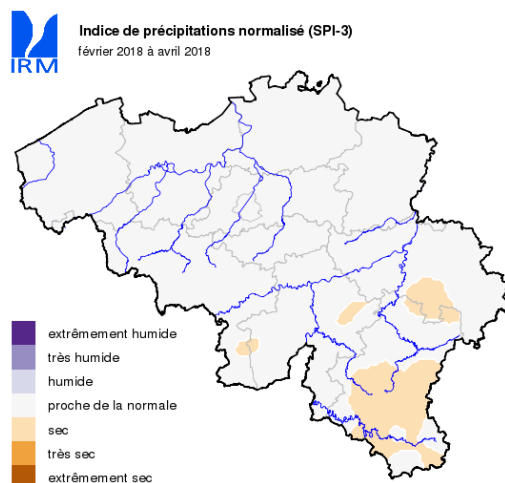 Indice de précipitations normalisé (SPI-3)
février 2018 à avril 2018
IRM
extrêmement humide
très humide
humide
proche de la normale
sec
très sec
extrêmement sec